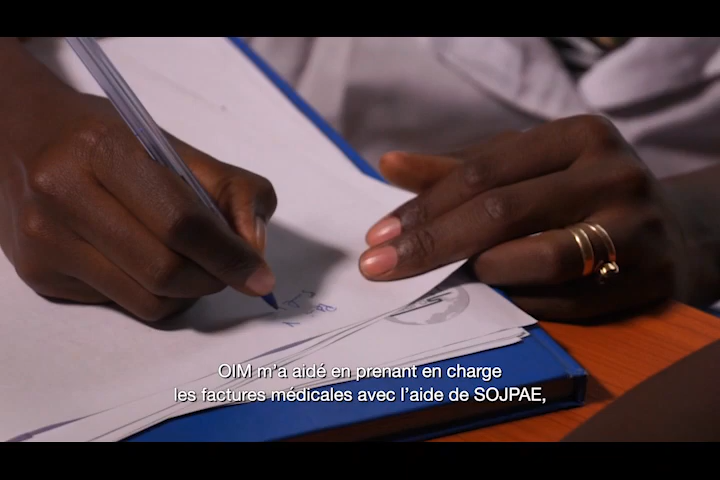 OIM m’a aidé en prenant en charge
les factures médicales avec l’aide de SOJPAE,